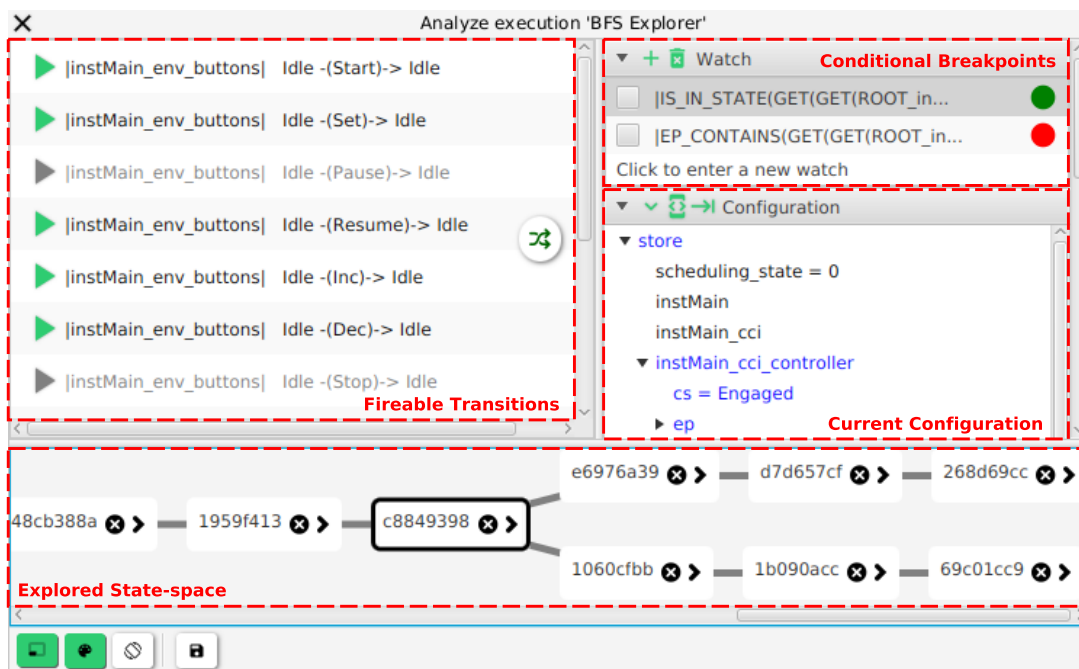 Analyze execution 'BFS Explorer'
|instMain_env_buttons| Idle -(Start)-> Idle
|instMain_env_buttons| Idle -(Set)-> Idle
|instMain_env_buttons| Idle -(Pause)-> Idle
|instMain_env_buttons| Idle -(Resume)-> Idle
|instMain_env_buttons| Idle -(Inc)-> Idle
|instMain_env_buttons| Idle -(Dec)-> Idle
|instMain_env_buttons| Idle -(Stop)-> Idle
Fireable Transitions
Watch
Conditional Breakpoints
|IS_IN_STATE(GET(GET(ROOT_in...
|EP_CONTAINS(GET(GET(ROOT_in...
Click to enter a new watch
Configuration
store
scheduling_state = 0
instMain
instMain_cci
instMain_cci_controller
cs = Engaged
ep
Current Configuration
e6976a39 d7d657cf 268d69cc
48cb388a 1959f413 c8849398
1060cfbb 1b090acc 69c01cc9
Explored State-space